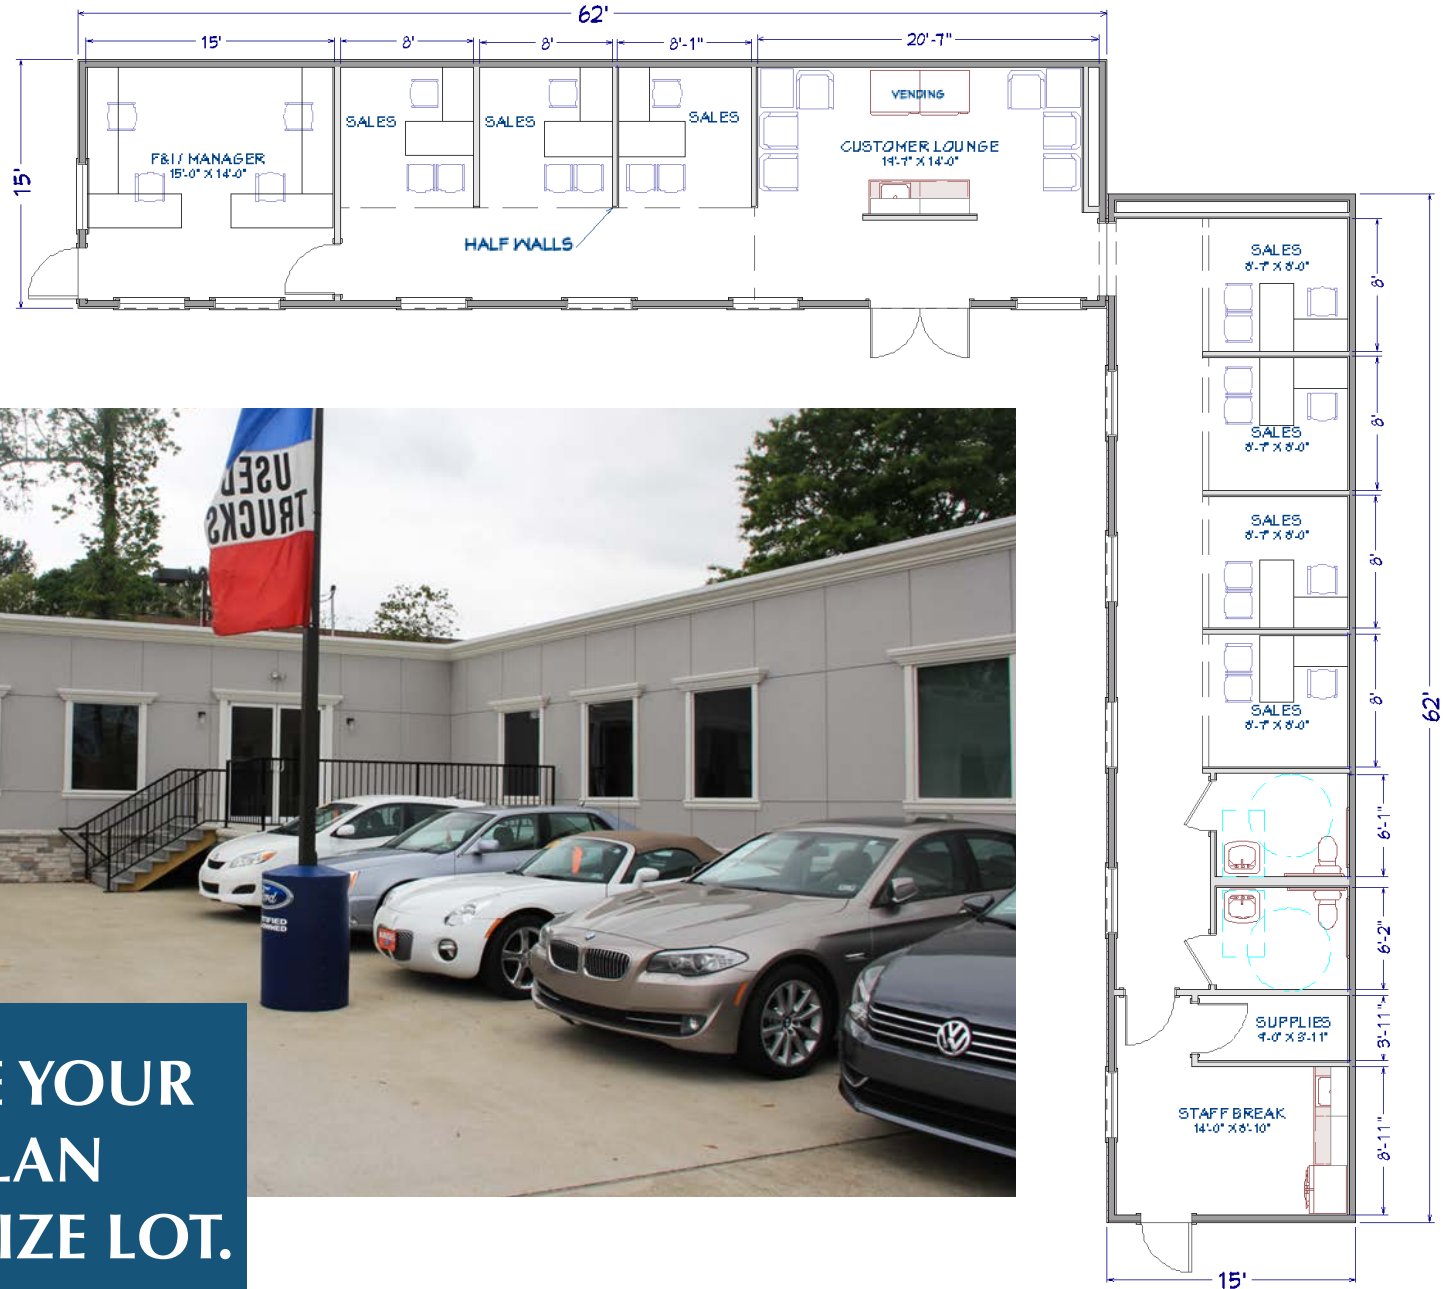 62'
15'
8'
8'
8'-1"
20'-7"
15'
F&I / MANAGER
15'-0" X 14'-0"
SALES
SALES
SALES
VENDING
CUSTOMER LOUNGE
19'-7" X 14'-0"
HALF WALLS
SALES
8'-7" X 8'-0"
8'
SALES
8'-7" X 8'-0"
8'
SALES
8'-7" X 8'-0"
8'
SALES
8'-7" X 8'-0"
8'
62'
6'-1"
6'-2"
SUPPLIES
9'-0" X 3'-11"
3'-11"
STAFF BREAK
14'-0" X 8'-10"
8'-11"
15'
USED
TRUCKS
E YOUR
LAN
IZE LOT.